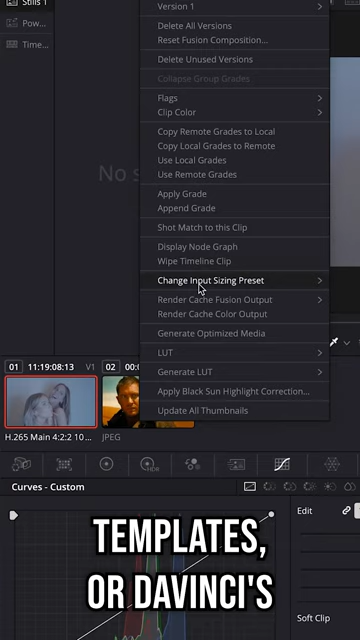 Stills 1
Version 1
Delete All Versions
Pow...
Reset Fusion Composition...
Time...
Delete Unused Versions
Collapse Group Grades
Flags
Clip Color
Copy Remote Grades to Local
Copy Local Grades to Remote
Use Local Grades
No s
Use Remote Grades
Apply Grade
Append Grade
Shot Match to this Clip
Display Node Graph
Wipe Timeline Clip
Change Input Sizing Preset
Render Cache Fusion Output
Render Cache Color Output
Generate Optimized Media
LUT
01 11:19:08:13 V1 02 00:0
Generate LUT
Apply Black Sun Highlight Correction...
Update All Thumbnails
H.265 Main 4:2:2 10 ... JPEG
HDR
Curves - Custom
Edit
TEMPLATES,
OR DAVINCI'S
Soft Clip